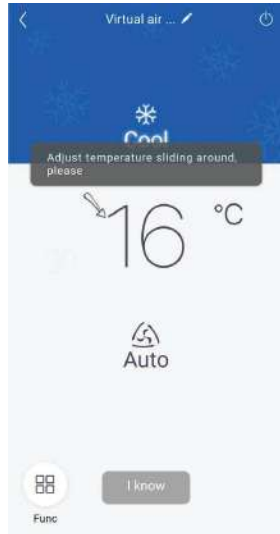 Virtual air ...
Cool
Adjust temperature sliding around,
please
16 °C
Auto
I know
Func